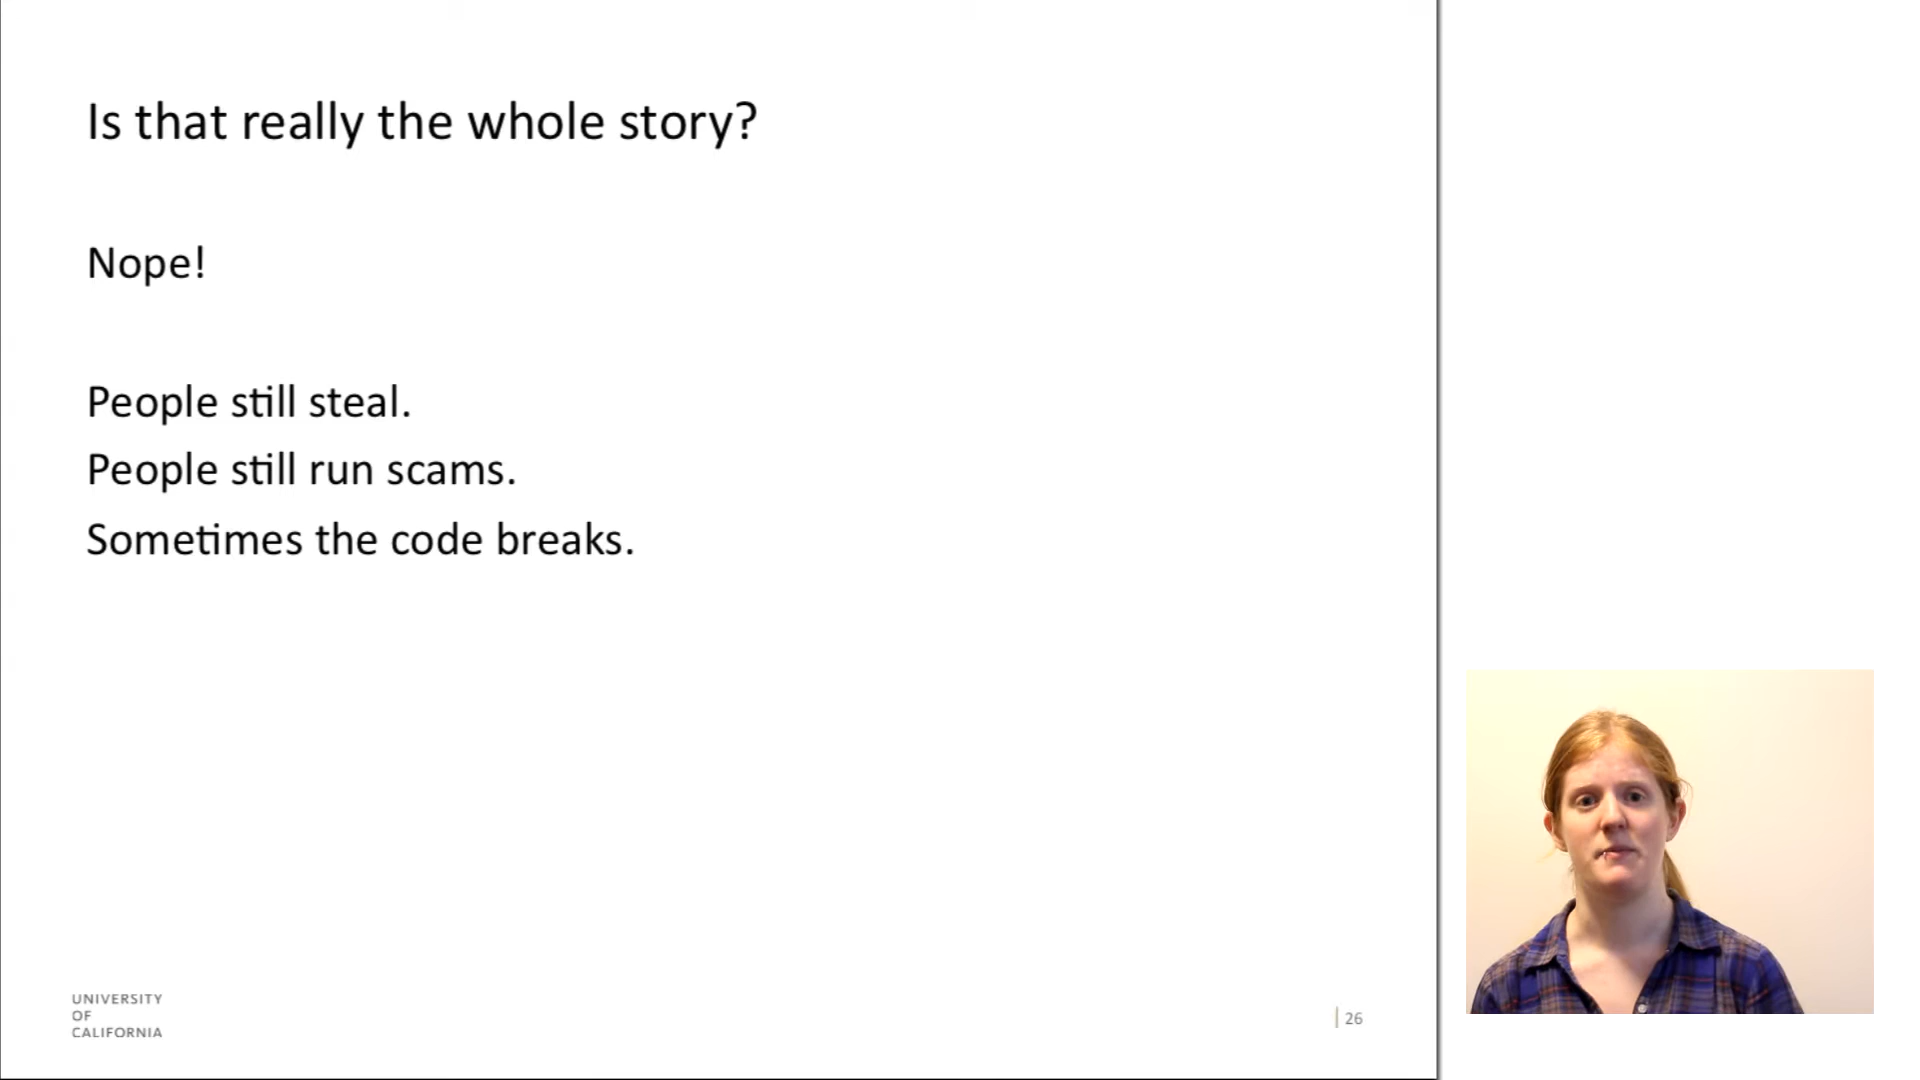 Is that really the whole story?
Nope!
People still steal.
People still run scams.
Sometimes the code breaks.
UNIVERSITY
OF
CALIFORNIA
26